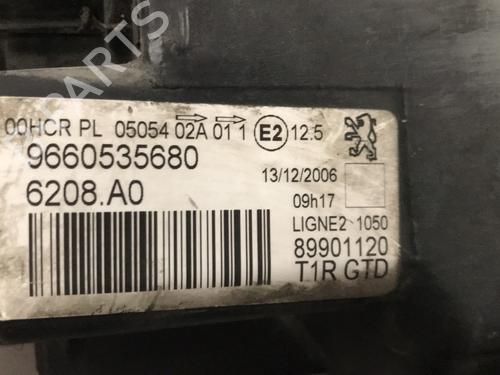 PARTS
00HCR PL 05054 02A 01 1 E2 12.5
9660535680
13/12/2006
6208.A0
09h17
LIGNE2 1050
89901120
T1R GTD